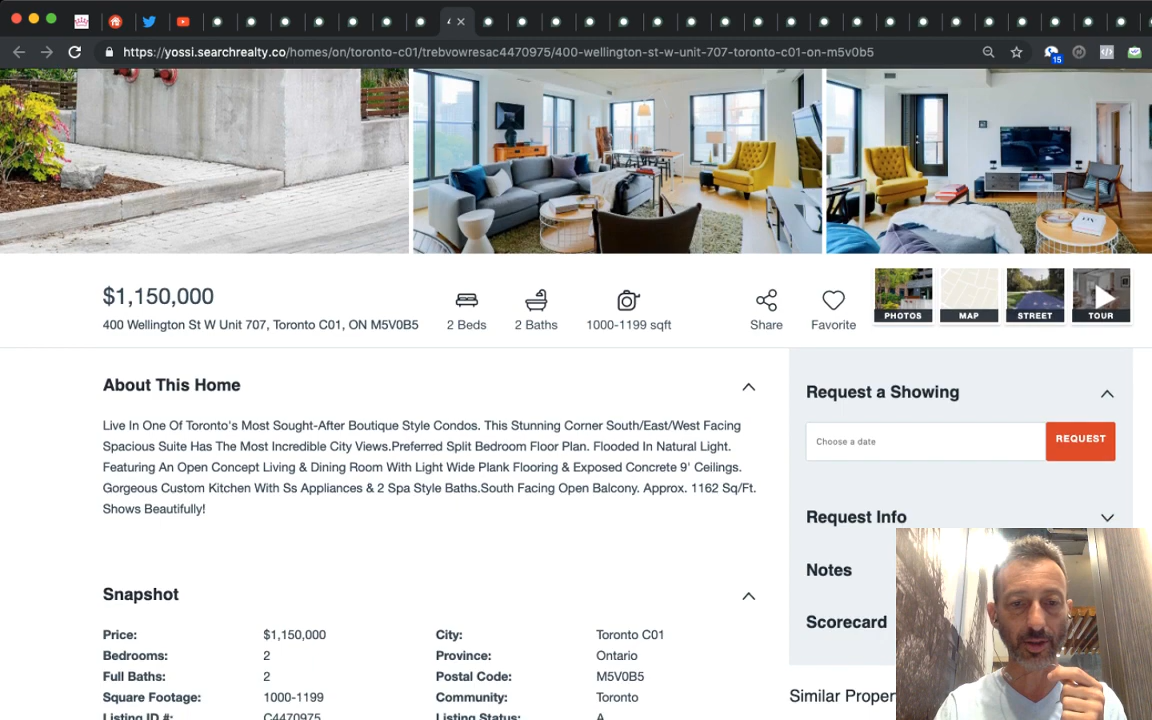 https://yossi.searchrealty.co/homes/on/toronto-c01/trebvowresac4470975/400-wellington-st-w-unit-707-toronto-c01-on-m5v0b5
15
$1,150,000
400 Wellington St W Unit 707, Toronto C01, ON M5V0B5
2 Beds
2 Baths
1000-1199 sqft
Share
Favorite
PHOTOS
MAP
STREET
TOUR
About This Home
Live In One Of Toronto's Most Sought-After Boutique Style Condos. This Stunning Corner South/East/West Facing
Spacious Suite Has The Most Incredible City Views.Preferred Split Bedroom Floor Plan. Flooded In Natural Light.
Featuring An Open Concept Living & Dining Room With Light Wide Plank Flooring & Exposed Concrete 9' Ceilings.
Gorgeous Custom Kitchen With Ss Appliances & 2 Spa Style Baths.South Facing Open Balcony. Approx. 1162 Sq/Ft.
Shows Beautifully!
Request a Showing
Choose a date
REQUEST
Request Info
Notes
Scorecard
Similar Proper
Snapshot
Price: $1,150,000 City: Toronto C01
Bedrooms: 2 Province: Ontario
Full Baths: 2 Postal Code: M5V0B5
Square Footage: 1000-1199 Community: Toronto
Listing ID #: C4470975 Listing Status: A